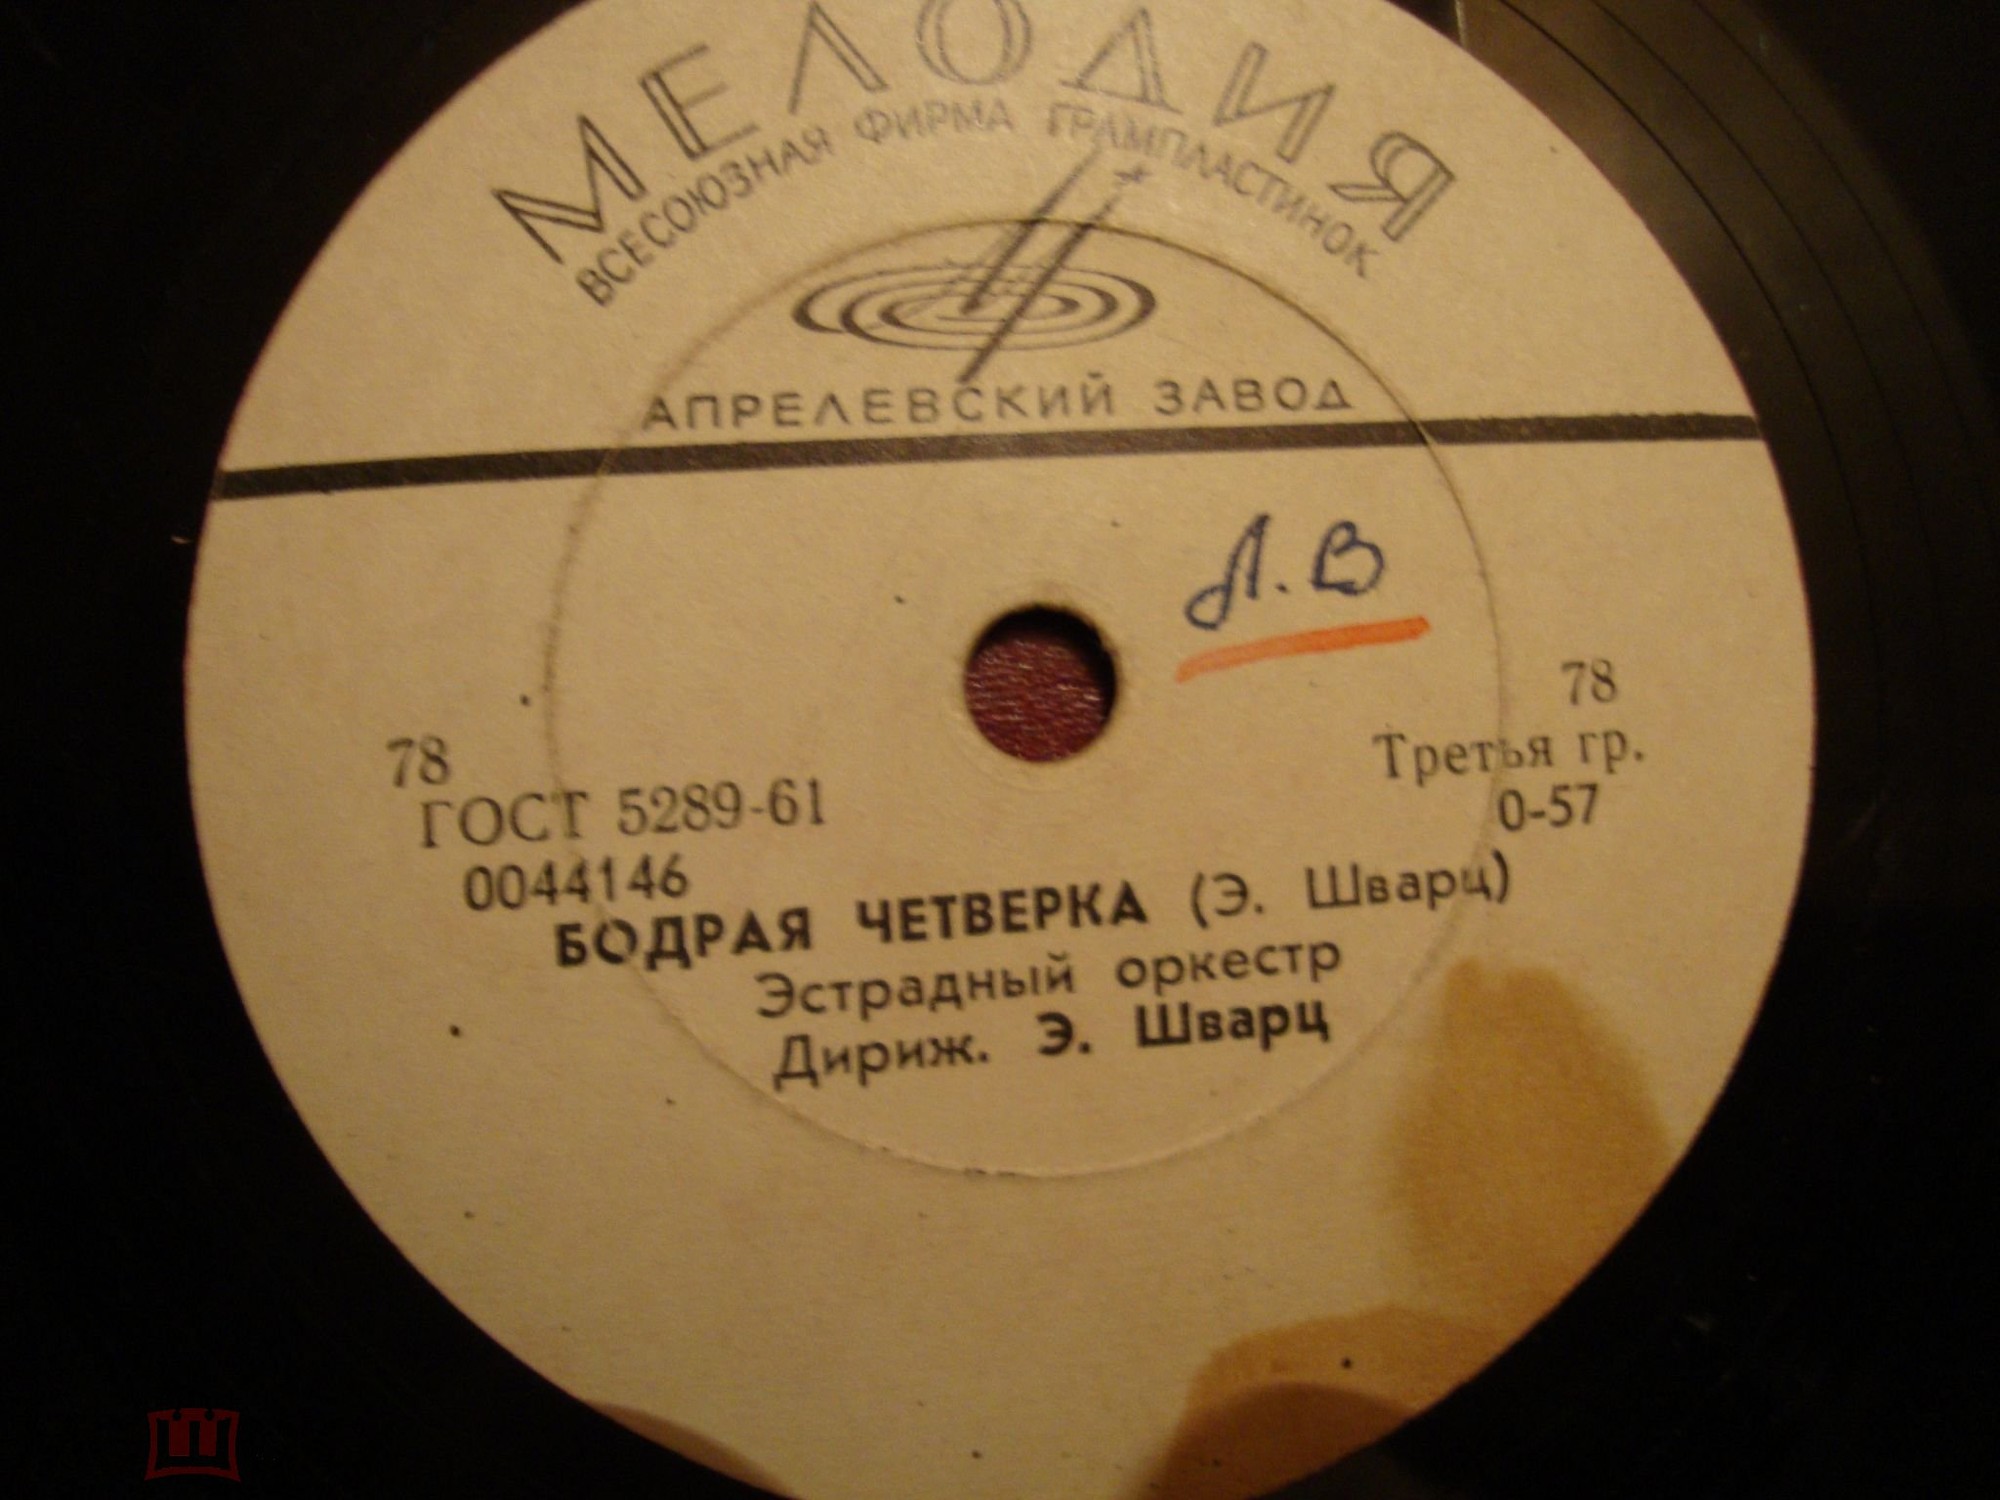 МЕЛОДИЯ
ВСЕСОЮЗНАЯ ФИРМА ГРАМПЛАСТИНОК
АПРЕЛЕВСКИЙ ЗАВОД
Л. В
78
78
ГОСТ 5289-61
Третья гр.
0044146
0-57
БОДРАЯ ЧЕТВЕРКА (Э. Шварц)
Эстрадный оркестр
Дириж. Э. Шварц